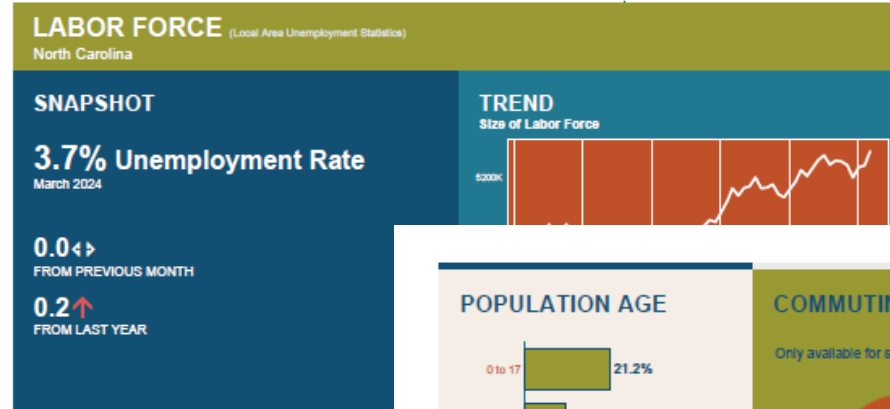 LABOR FORCE (Local Area Unemployment Statistics)
North Carolina
SNAPSHOT
3.7% Unemployment Rate
March 2024
0.0
FROM PREVIOUS MONTH
0.2
FROM LAST YEAR
TREND
Size of Labor Force
5200K
POPULATION AGE
0 to 17
21.2%
COMMUTIN
Only available for s